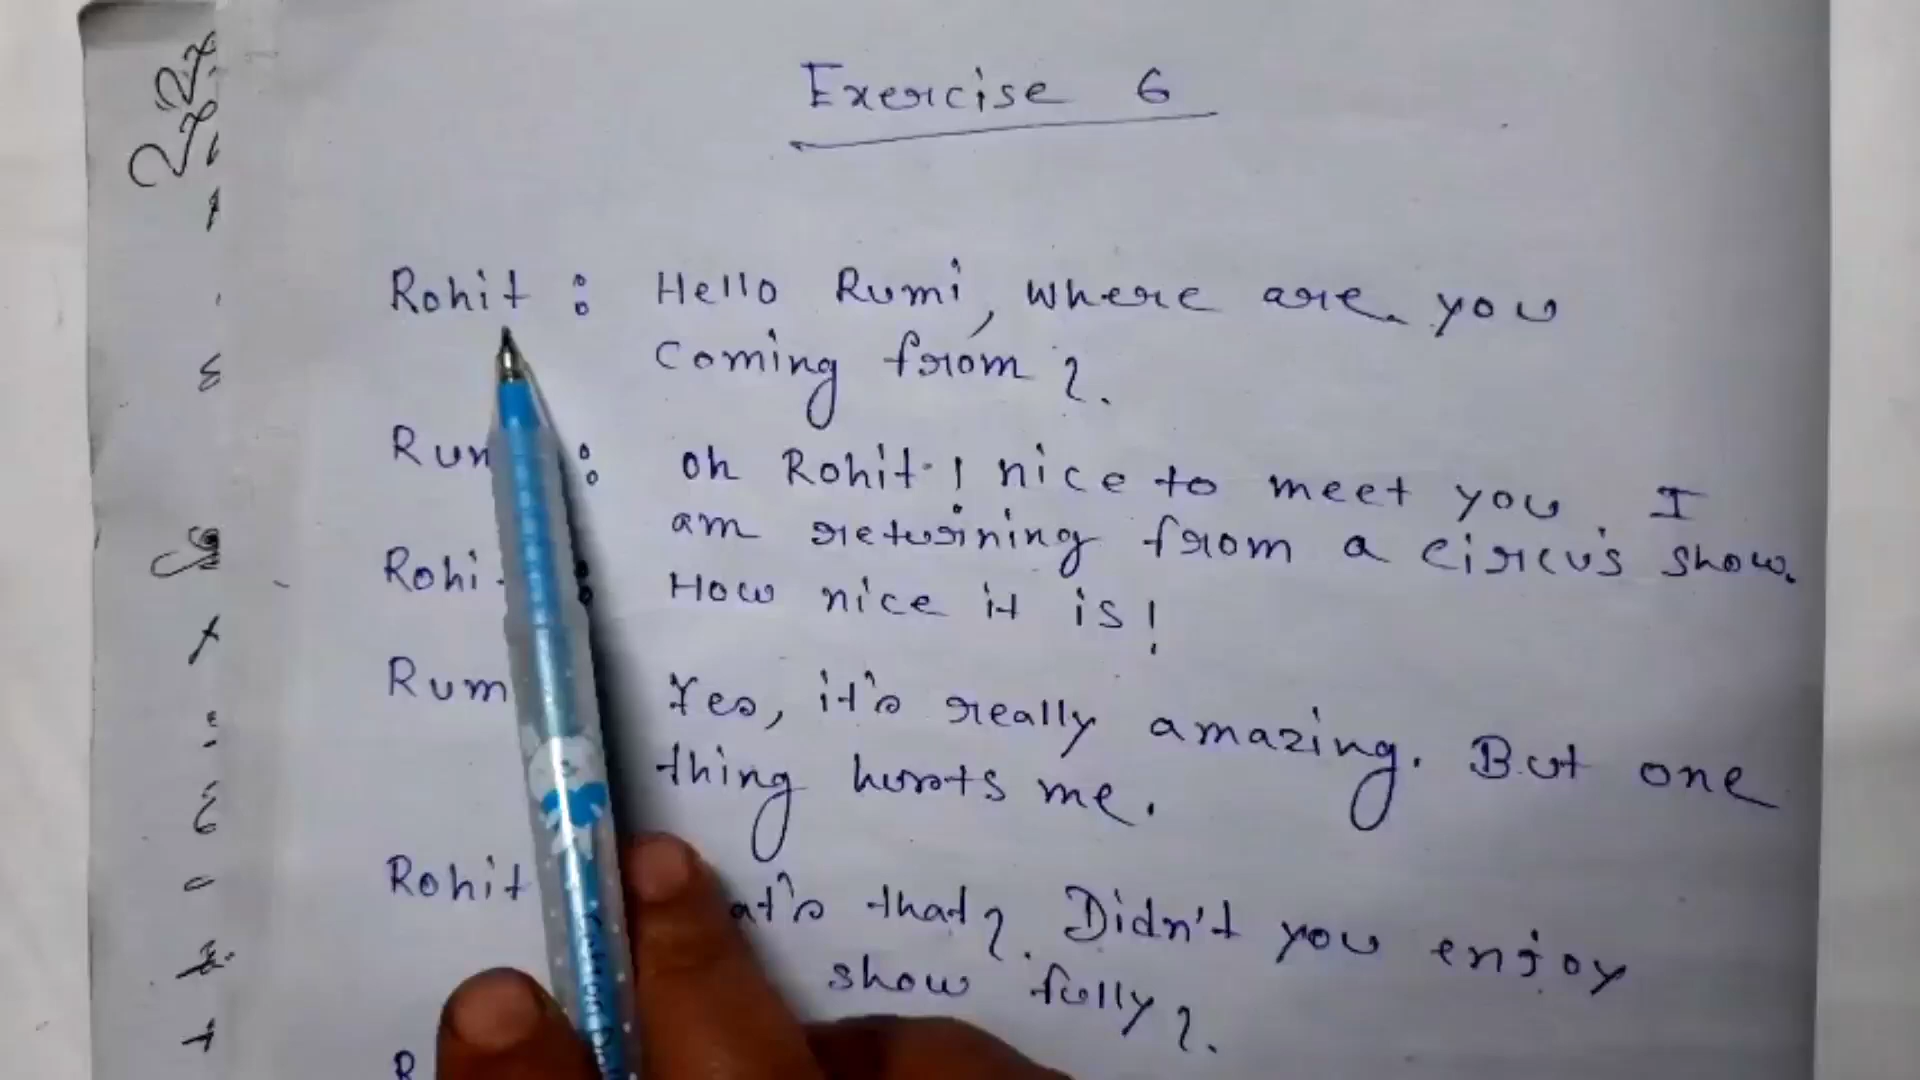 Exercise 6
Rohit : Hello Rumi, where are you
coming from ?
: Oh Rohit ! nice to meet you. I
am returning from a circus show.
How nice it is !
Yes, it's really amazing. But one
thing hurts me.
Rohit that ? Didn't you enjoy
show fully ?